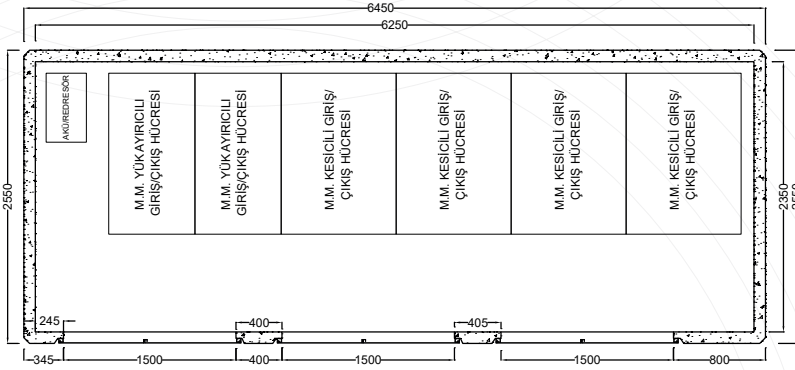 6450
6250
AKÜ/REDRESÖR
M.M. YÜK AYIRICILI
GİRİŞ/ÇIKIŞ HÜCRESİ
M.M. YÜK AYIRICILI
GİRİŞ/ÇIKIŞ HÜCRESİ
M.M. KESİCİLİ GİRİŞ/
ÇIKIŞ HÜCRESİ
M.M. KESİCİLİ GİRİŞ/
ÇIKIŞ HÜCRESİ
M.M. KESİCİLİ GİRİŞ/
ÇIKIŞ HÜCRESİ
M.M. KESİCİLİ GİRİŞ/
ÇIKIŞ HÜCRESİ
2550
2350
2550
245
400
405
345
1500
400
1500
1500
800